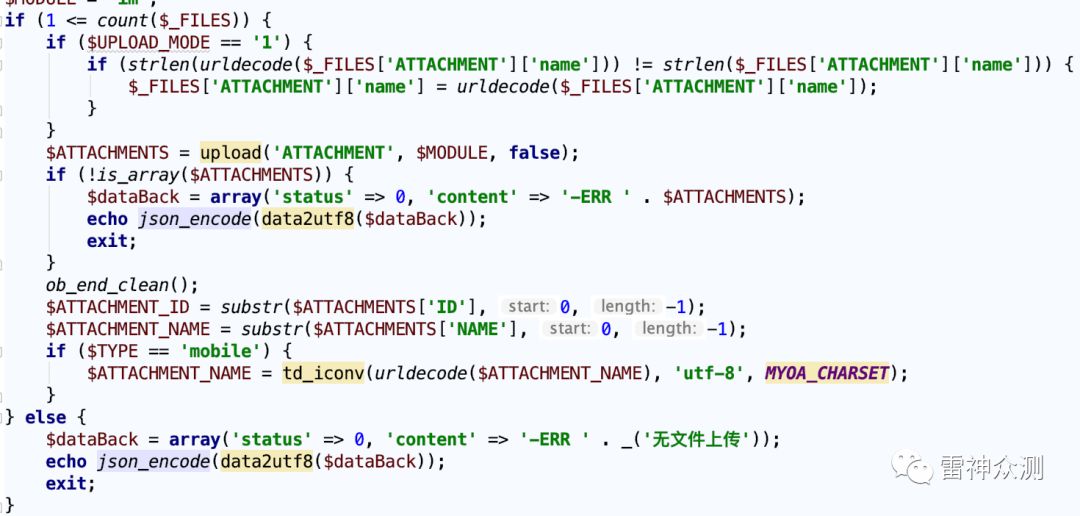 $MODULE = 'im';
if (1 <= count($_FILES)) {
    if ($UPLOAD_MODE == '1') {
        if (strlen(urldecode($_FILES['ATTACHMENT']['name'])) != strlen($_FILES['ATTACHMENT']['name'])) {
            $_FILES['ATTACHMENT']['name'] = urldecode($_FILES['ATTACHMENT']['name']);
        }
    }
    $ATTACHMENTS = upload('ATTACHMENT', $MODULE, false);
    if (!is_array($ATTACHMENTS)) {
        $dataBack = array('status' => 0, 'content' => '-ERR ' . $ATTACHMENTS);
        echo json_encode(data2utf8($dataBack));
        exit;
    }
    ob_end_clean();
    $ATTACHMENT_ID = substr($ATTACHMENTS['ID'], start: 0, length: -1);
    $ATTACHMENT_NAME = substr($ATTACHMENTS['NAME'], start: 0, length: -1);
    if ($TYPE == 'mobile') {
        $ATTACHMENT_NAME = td_iconv(urldecode($ATTACHMENT_NAME), 'utf-8', MYOA_CHARSET);
    }
} else {
    $dataBack = array('status' => 0, 'content' => '-ERR ' . _('无文件上传'));
    echo json_encode(data2utf8($dataBack));
    exit;
}
雷神众测